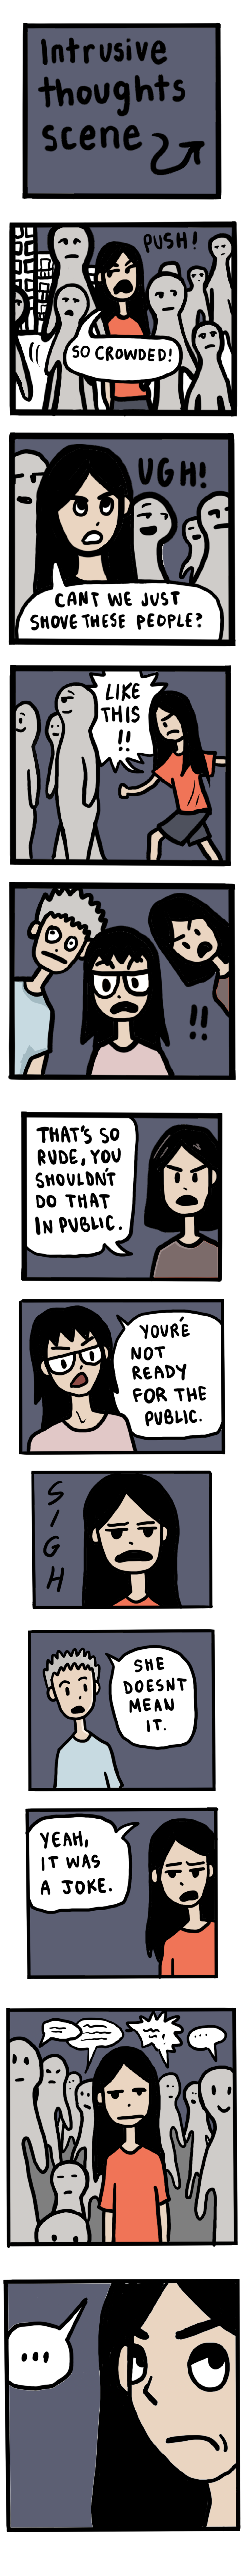 Intrusive
thoughts
scene
PUSH!
SO CROWDED!
UGH!
CANT WE JUST
SHOVE THESE PEOPLE?
LIKE
THIS
!!
!!
THAT'S SO
RUDE, YOU
SHOULDN'T
DO THAT
IN PUBLIC.
YOU'RE
NOT
READY
FOR THE
PUBLIC.
S
I
G
H
SHE
DOESNT
MEAN
IT.
YEAH,
IT WAS
A JOKE.
...
...